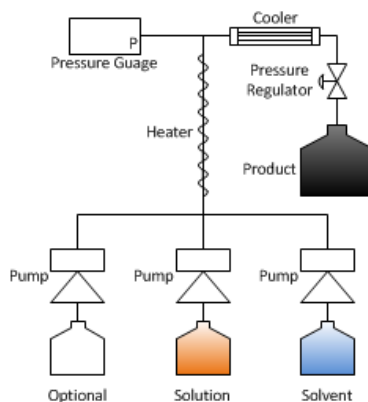 Cooler
P
Pressure Guage
Pressure
Regulator
Heater
Product
Pump
Pump
Pump
Optional
Solution
Solvent